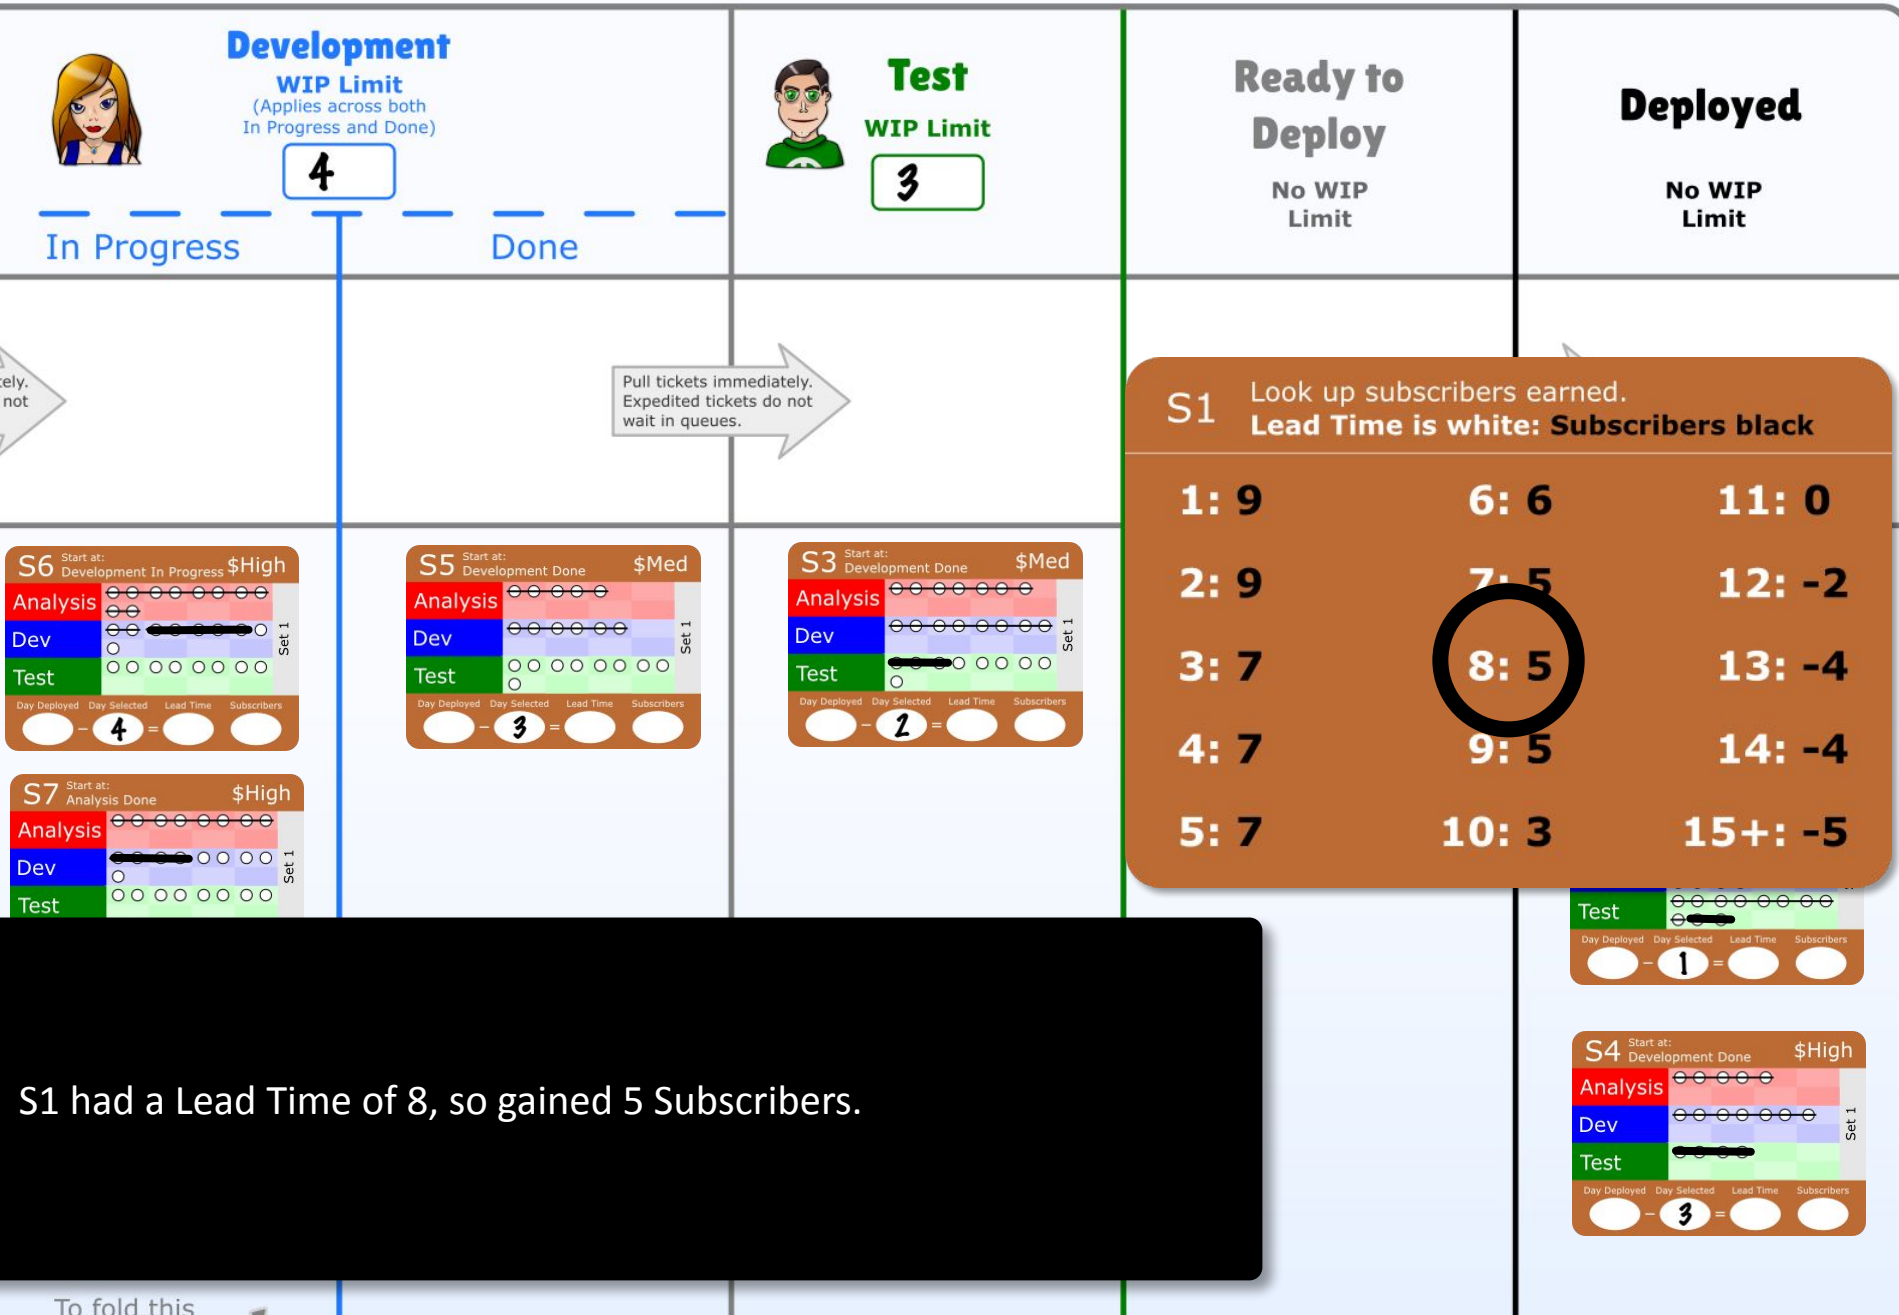 Development
WIP Limit
(Applies across both
In Progress and Done)
4
In Progress
Done
Test
WIP Limit
3
Ready to
Deploy
No WIP
Limit
Deployed
No WIP
Limit
not
Pull tickets immediately.
Expedited tickets do not
wait in queues.
S1 Look up subscribers earned.
Lead Time is white: Subscribers black
1: 9 6: 6 11: 0
2: 9 7: 5 12: -2
3: 7 8: 5 13: -4
4: 7 9: 5 14: -4
5: 7 10: 3 15+: -5
S6 Start at:
Development In Progress $High
Analysis
Dev
Test
Set 1
Day Deployed Day Selected Lead Time Subscribers
- 4 =
S5 Start at:
Development Done $Med
Analysis
Dev
Test
Set 1
Day Deployed Day Selected Lead Time Subscribers
- 3 =
S3 Start at:
Development Done $Med
Analysis
Dev
Test
Set 1
Day Deployed Day Selected Lead Time Subscribers
- 2 =
S7 Start at:
Analysis Done $High
Analysis
Dev
Test
Set 1
Test
Day Deployed Day Selected Lead Time Subscribers
- 1 =
S4 Start at:
Development Done $High
Analysis
Dev
Test
Set 1
Day Deployed Day Selected Lead Time Subscribers
- 3 =
S1 had a Lead Time of 8, so gained 5 Subscribers.
To fold this